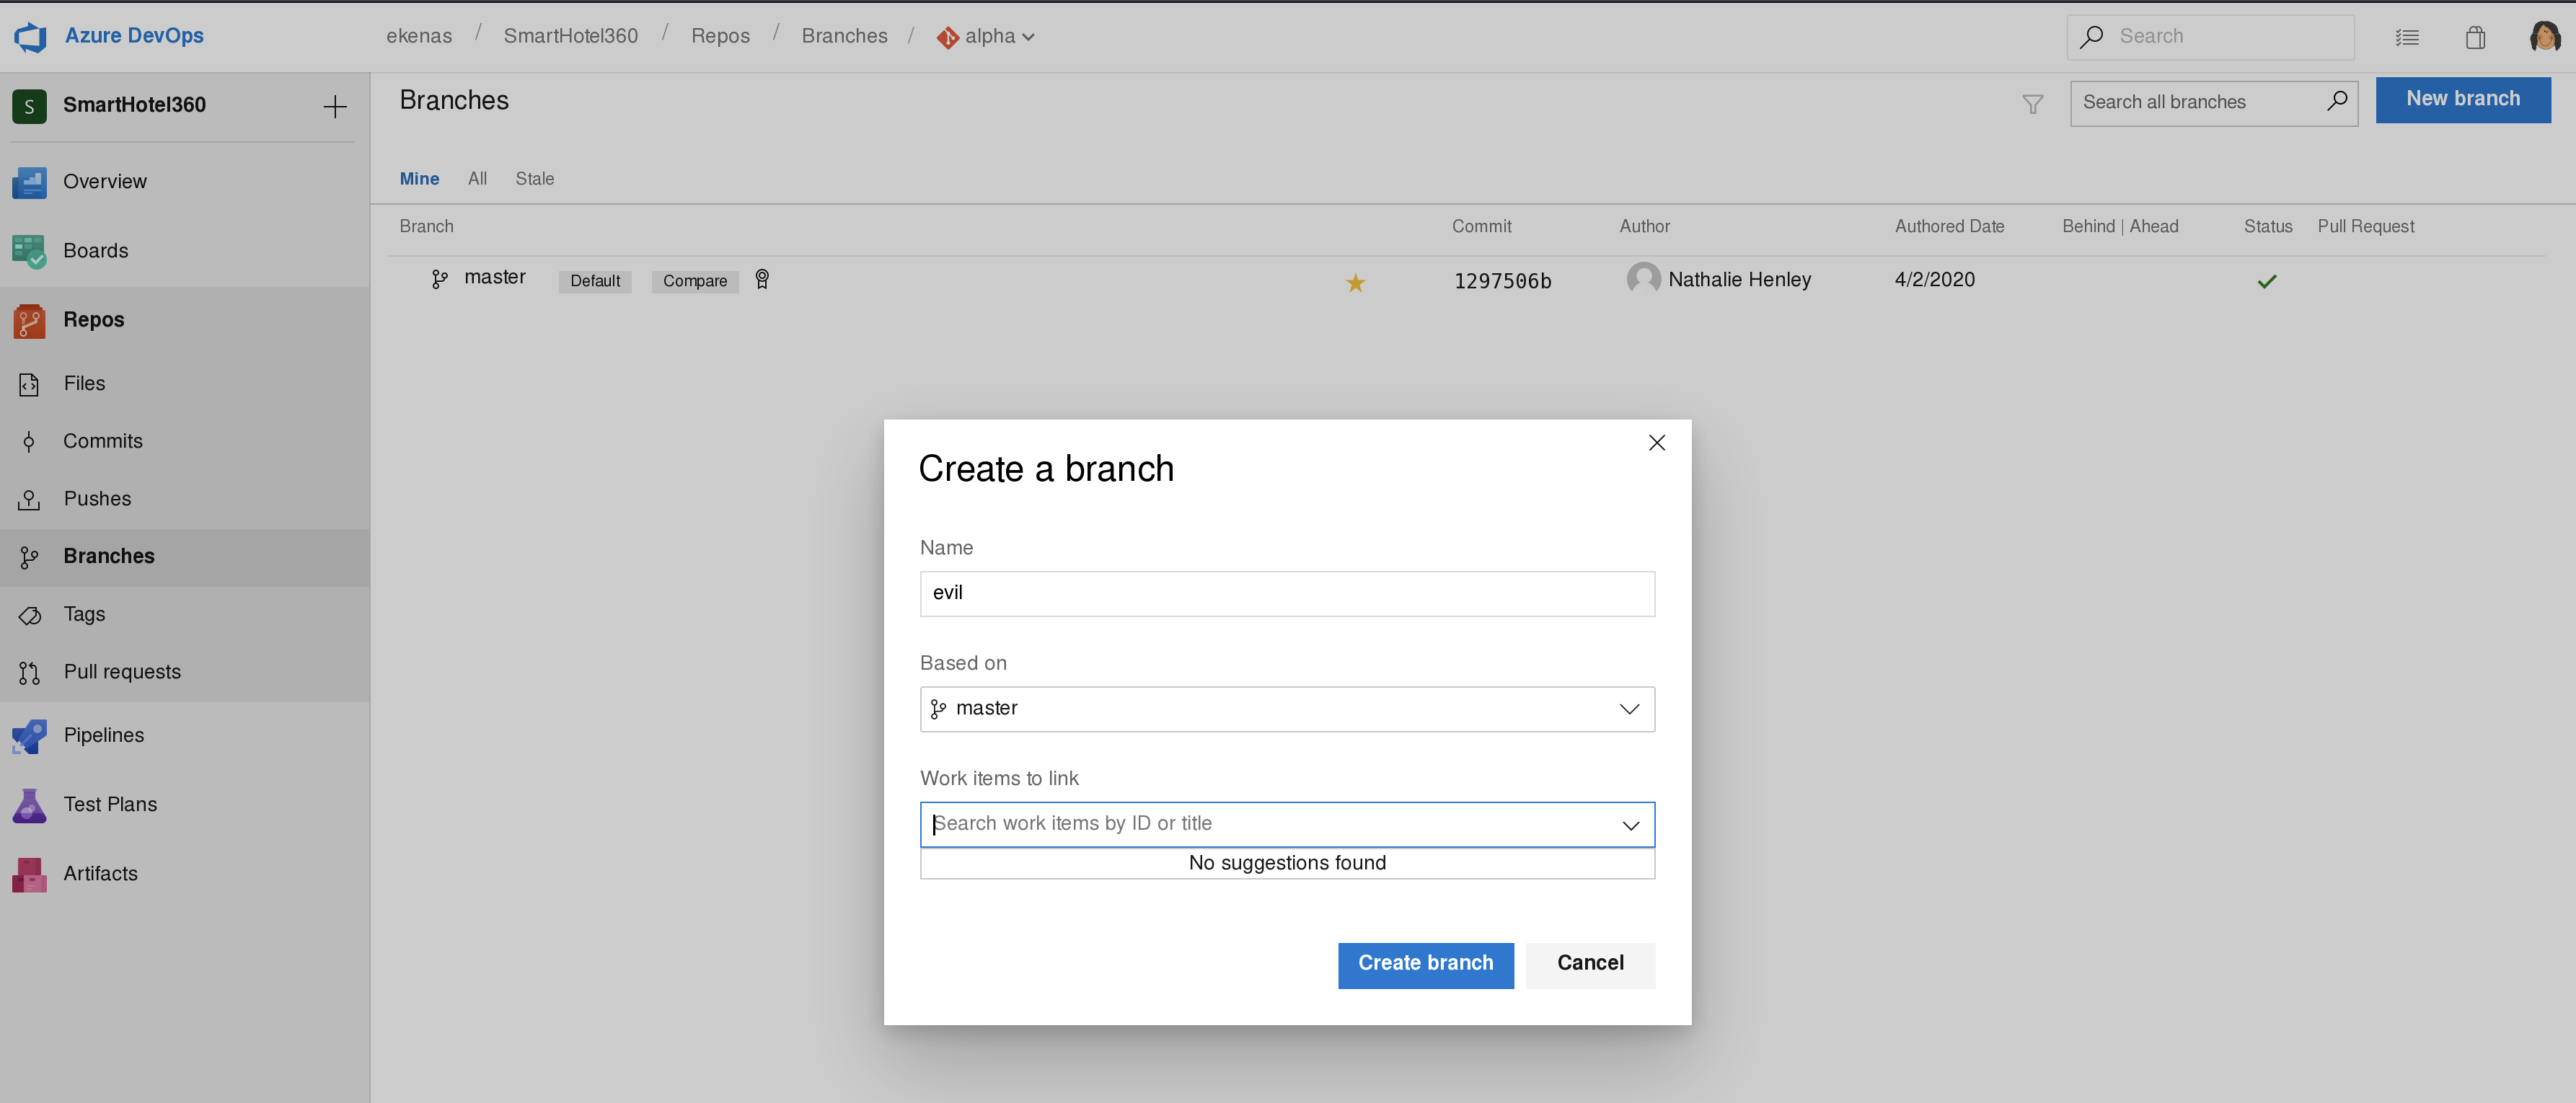 Azure DevOps
ekenas / SmartHotel360 / Repos / Branches / alpha
Search
S SmartHotel360
Overview
Boards
Repos
Files
Commits
Pushes
Branches
Tags
Pull requests
Pipelines
Test Plans
Artifacts
Branches
Search all branches
New branch
Mine All Stale
Branch Commit Author Authored Date Behind | Ahead Status Pull Request
master Default Compare 1297506b Nathalie Henley 4/2/2020
Create a branch
Name
evil
Based on
master
Work items to link
Search work items by ID or title
No suggestions found
Create branch Cancel